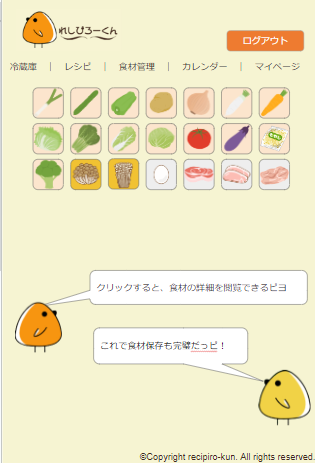 れしぴろーくん
ログアウト
冷蔵庫 | レシピ | 食材管理 | カレンダー | マイページ
クリックすると、食材の詳細を閲覧できるピヨ
これで食材保存も完璧だっピ！
©Copyright recipiro-kun. All rights reserved.